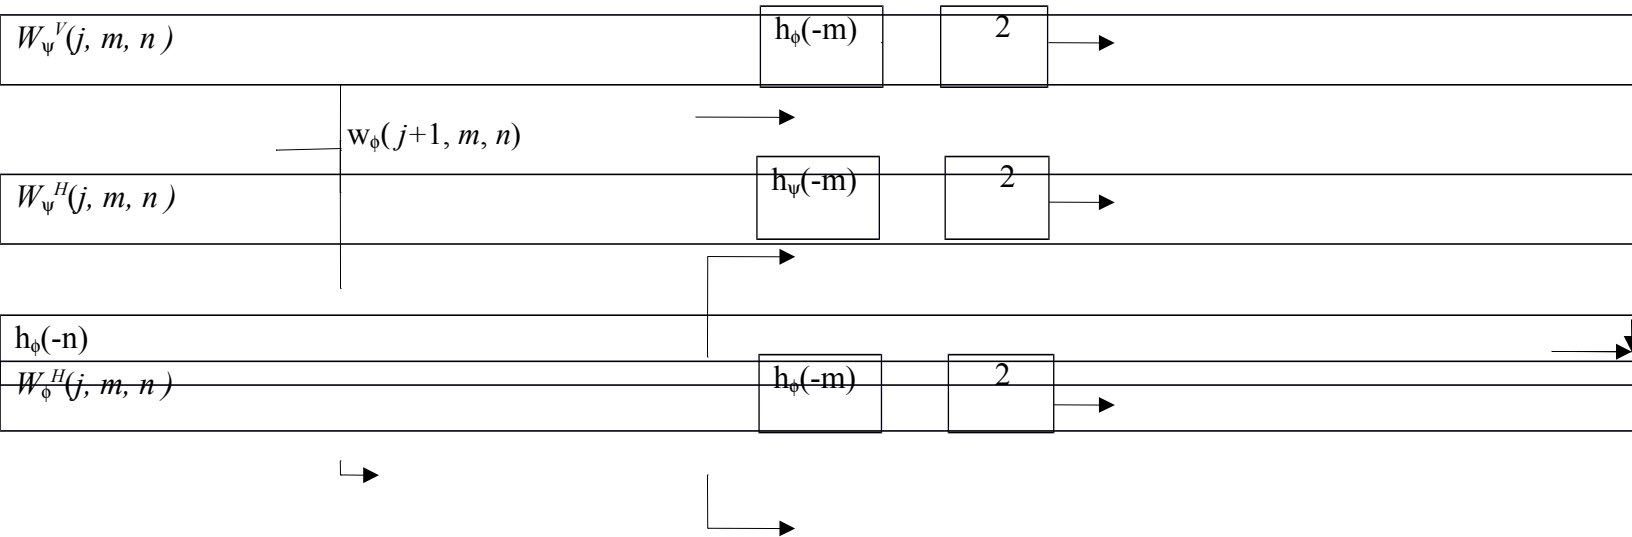 W_ψ^V(j, m, n ) h_ϕ(-m) 2
w_ϕ( j+1, m, n)
W_ψ^H(j, m, n ) h_ψ(-m) 2
h_ϕ(-n)
W_ϕ^H(j, m, n ) h_ϕ(-m) 2